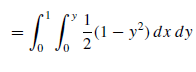 = ∫₀¹ ∫₀ʸ 1/2 (1 − y²) dx dy